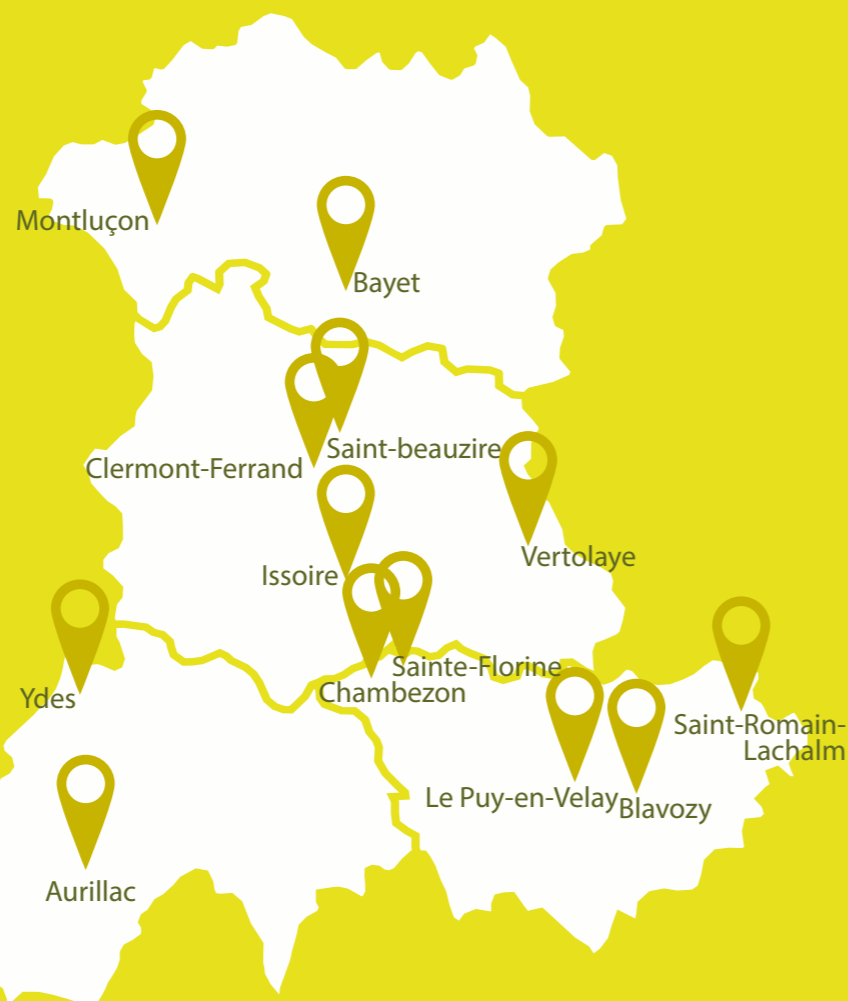 Montluçon
Bayet
Saint-beauzire
Clermont-Ferrand
Vertolaye
Issoire
Sainte-Florine
Chambezon
Ydes
Saint-Romain-
Lachalm
Le Puy-en-Velay
Blavozy
Aurillac